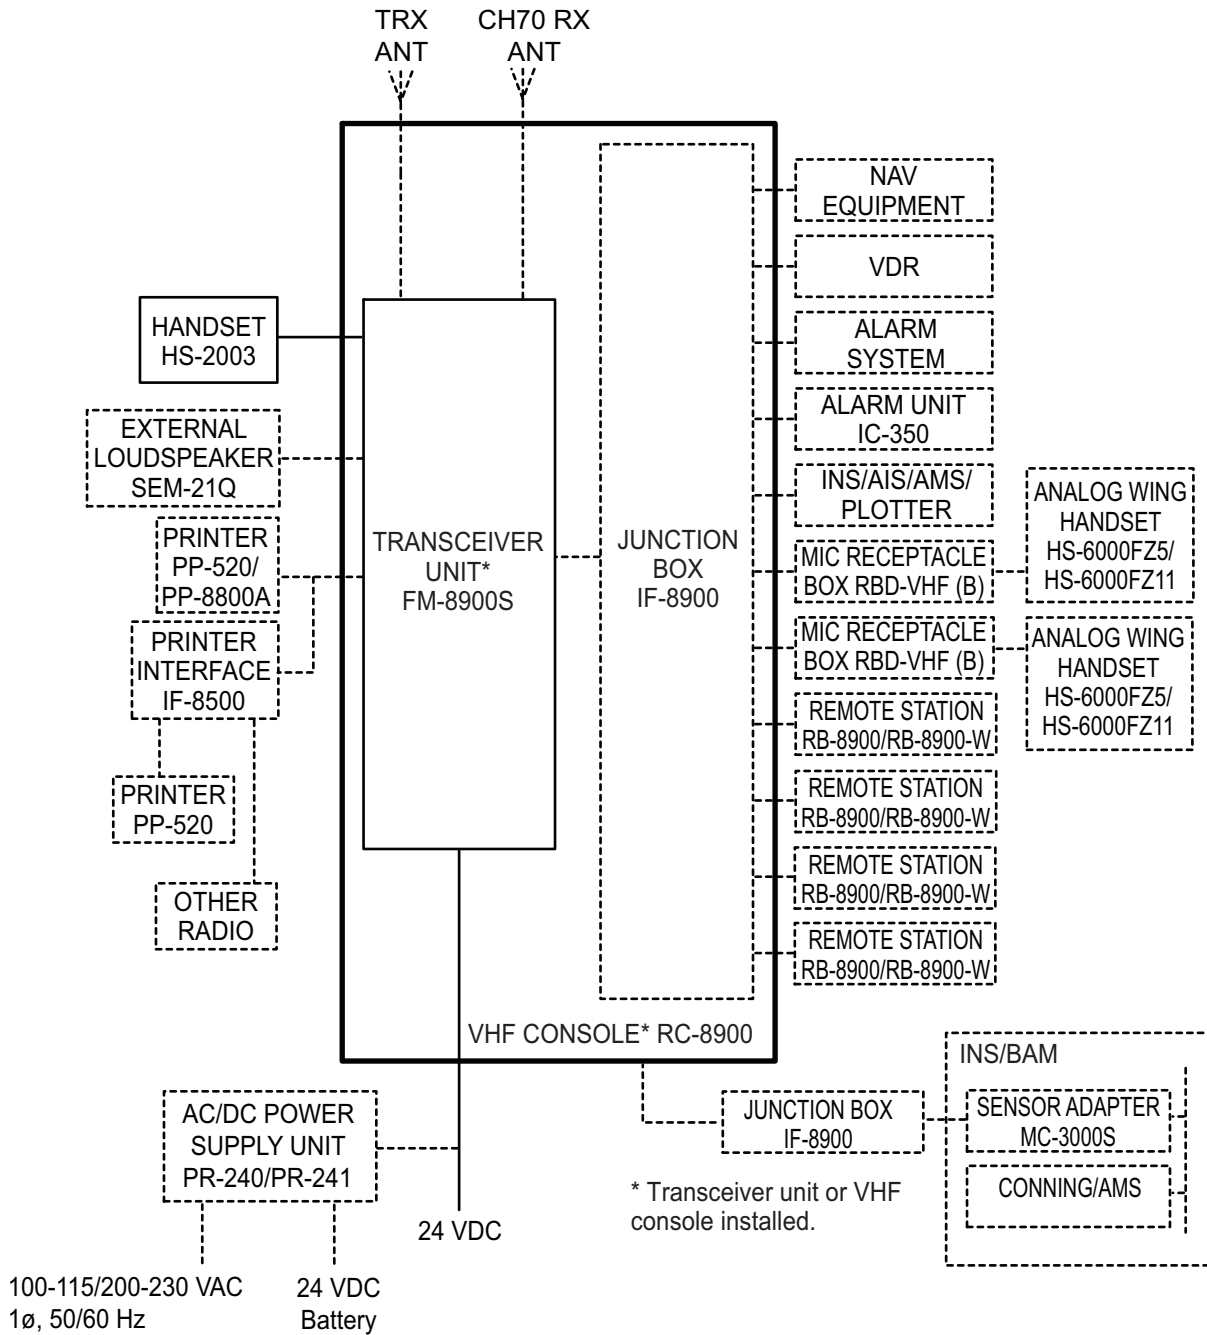 TRX
ANT
CH70 RX
ANT
NAV
EQUIPMENT
VDR
HANDSET
HS-2003
ALARM
SYSTEM
ALARM UNIT
IC-350
EXTERNAL
LOUDSPEAKER
SEM-21Q
INS/AIS/AMS/
PLOTTER
ANALOG WING
HANDSET
HS-6000FZ5/
HS-6000FZ11
PRINTER
PP-520/
PP-8800A
TRANSCEIVER
UNIT*
FM-8900S
JUNCTION
BOX
IF-8900
MIC RECEPTACLE
BOX RBD-VHF (B)
PRINTER
INTERFACE
IF-8500
MIC RECEPTACLE
BOX RBD-VHF (B)
ANALOG WING
HANDSET
HS-6000FZ5/
HS-6000FZ11
REMOTE STATION
RB-8900/RB-8900-W
PRINTER
PP-520
REMOTE STATION
RB-8900/RB-8900-W
REMOTE STATION
RB-8900/RB-8900-W
OTHER
RADIO
REMOTE STATION
RB-8900/RB-8900-W
VHF CONSOLE* RC-8900
INS/BAM
AC/DC POWER
SUPPLY UNIT
PR-240/PR-241
JUNCTION BOX
IF-8900
SENSOR ADAPTER
MC-3000S
CONNING/AMS
* Transceiver unit or VHF
console installed.
24 VDC
100-115/200-230 VAC
1ø, 50/60 Hz
24 VDC
Battery